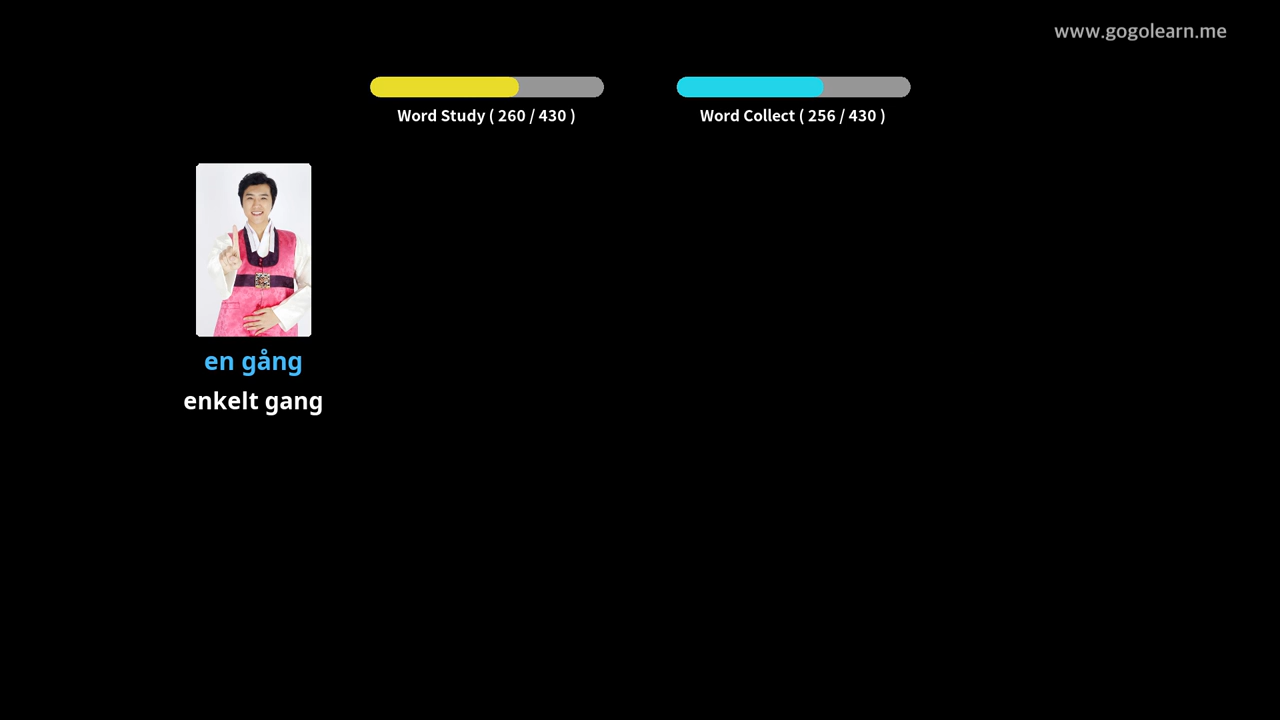 www.gogolearn.me
Word Study ( 260 / 430 )
Word Collect ( 256 / 430 )
en gång
enkelt gang